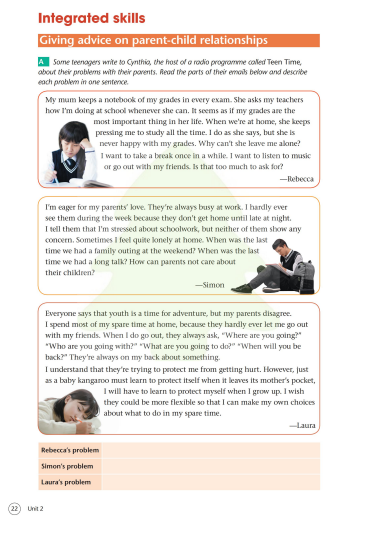 Integrated skills
Giving advice on parent-child relationships
A Some teenagers write to Cynthia, the host of a radio programme called Teen Time,
about their problems with their parents. Read the parts of their emails below and describe
each problem in one sentence.
My mum keeps a notebook of my grades in every exam. She asks my teachers
how I'm doing at school whenever she can. It seems as if my grades are the
most important thing in her life. When we're at home, she keeps
pressing me to study all the time. I do as she says, but she is
never happy with my grades. Why can't she leave me alone?
I want to take a break once in a while. I want to listen to music
or go out with my friends. Is that too much to ask for?
—Rebecca
I'm eager for my parents' love. They're always busy at work. I hardly ever
see them during the week because they don't get home until late at night.
I tell them that I'm stressed about schoolwork, but neither of them show any
concern. Sometimes I feel quite lonely at home. When was the last
time we had a family outing at the weekend? When was the last
time we had a long talk? How can parents not care about
their children?
—Simon
Everyone says that youth is a time for adventure, but my parents disagree.
I spend most of my spare time at home, because they hardly ever let me go out
with my friends. When I do go out, they always ask, "Where are you going?"
"Who are you going with?" "What are you going to do?" "When will you be
back?" They're always on my back about something.
I understand that they're trying to protect me from getting hurt. However, just
as a baby kangaroo must learn to protect itself when it leaves its mother's pocket,
I will have to learn to protect myself when I grow up. I wish
they could be more flexible so that I can make my own choices
about what to do in my spare time.
—Laura
Rebecca's problem
Simon's problem
Laura's problem
22 Unit 2